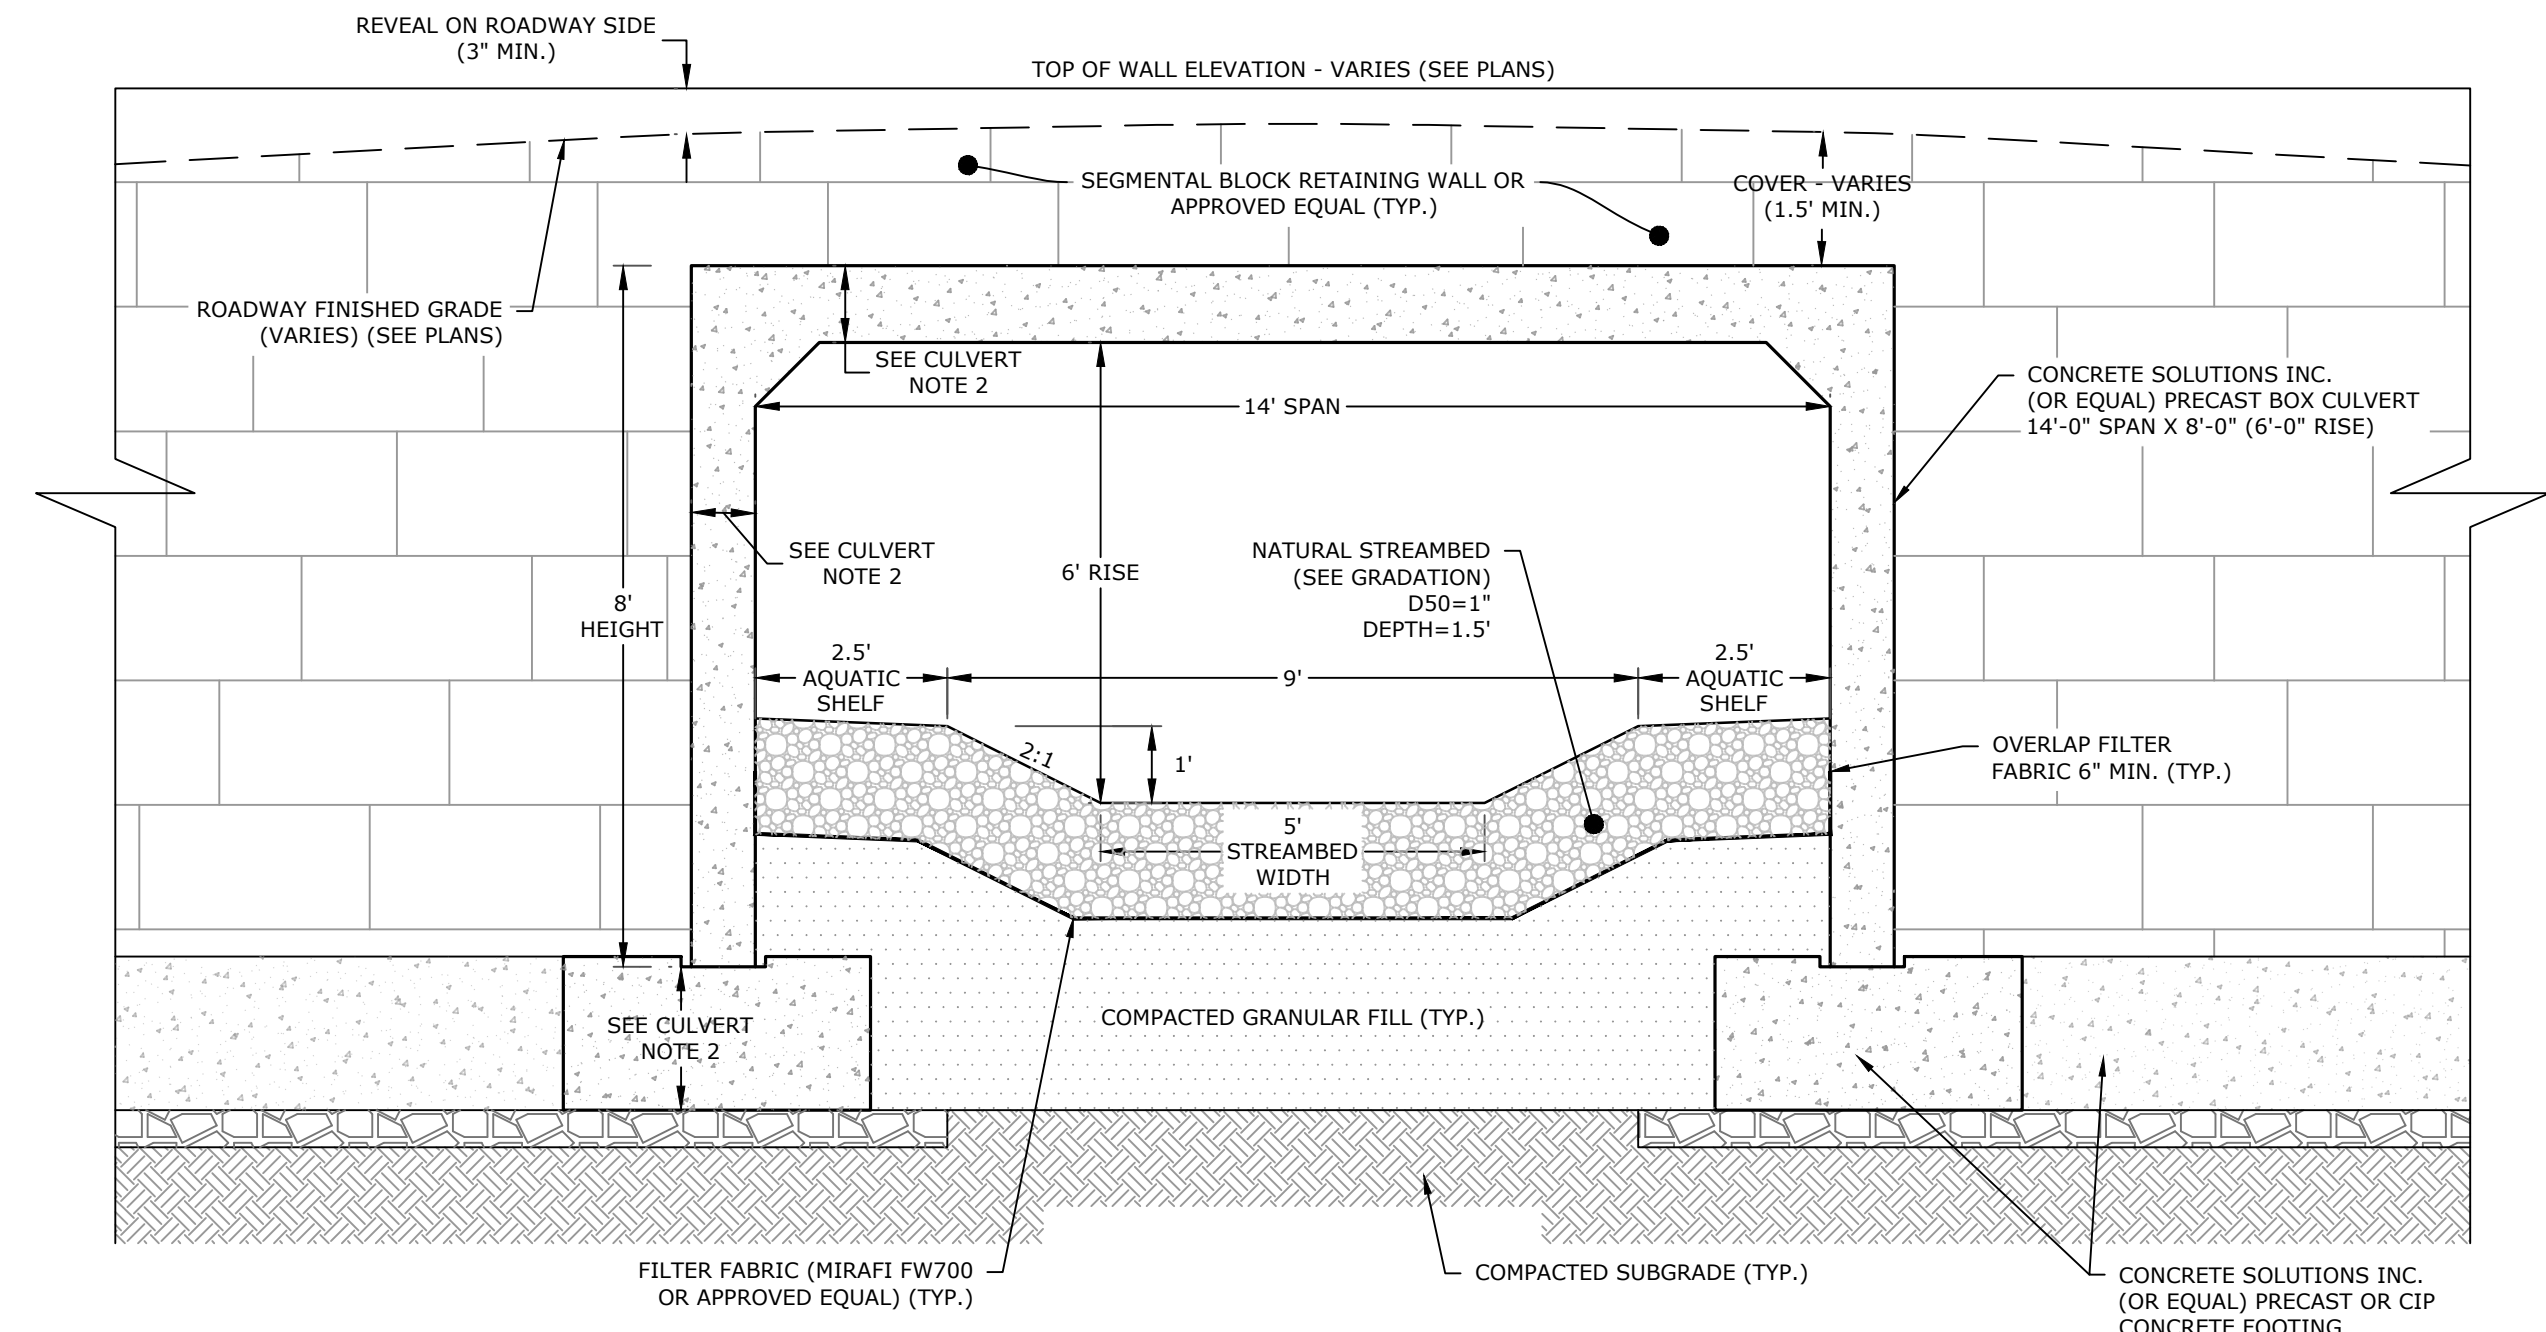 REVEAL ON ROADWAY SIDE
(3" MIN.)
TOP OF WALL ELEVATION - VARIES (SEE PLANS)
SEGMENTAL BLOCK RETAINING WALL OR
APPROVED EQUAL (TYP.)
COVER - VARIES
(1.5' MIN.)
ROADWAY FINISHED GRADE
(VARIES) (SEE PLANS)
SEE CULVERT
NOTE 2
14' SPAN
CONCRETE SOLUTIONS INC.
(OR EQUAL) PRECAST BOX CULVERT
14'-0" SPAN X 8'-0" (6'-0" RISE)
SEE CULVERT
NOTE 2
6' RISE
NATURAL STREAMBED
(SEE GRADATION)
D50=1"
DEPTH=1.5'
8'
HEIGHT
2.5'
AQUATIC
SHELF
9'
2.5'
AQUATIC
SHELF
2:1
1'
OVERLAP FILTER
FABRIC 6" MIN. (TYP.)
5'
STREAMBED
WIDTH
SEE CULVERT
NOTE 2
COMPACTED GRANULAR FILL (TYP.)
FILTER FABRIC (MIRAFI FW700
OR APPROVED EQUAL) (TYP.)
COMPACTED SUBGRADE (TYP.)
CONCRETE SOLUTIONS INC.
(OR EQUAL) PRECAST OR CIP
CONCRETE FOOTING